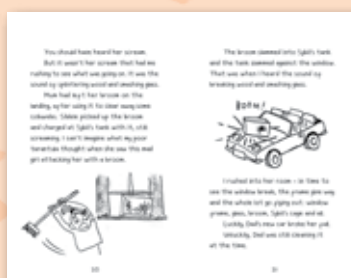 You should have heard her scream.
But it wasn't her scream that had me
rushing to see what was going on. It was the
sound of splintering wood and smashing glass.
Mum had left her broom on the
landing, after using it to clear away some
cobwebs. picked up the broom
and charged at Sybil's tank with it, still
screaming. I can't imagine what my poor
tarantula thought when she saw this mad
girl attacking her with a broom.
The broom slammed into Sybil's tank
and the tank slammed against the window.
That was when I heard the sound of
breaking wood and smashing glass.
BOOM!
I rushed into her room – in time to
see the window break, the frame give way
and the whole lot go flying out: window
frame, glass, broom, Sybil's cage and all.
Luckily, Dad's new car broke her fall.
Unluckily, Dad was still cleaning it
at the time.